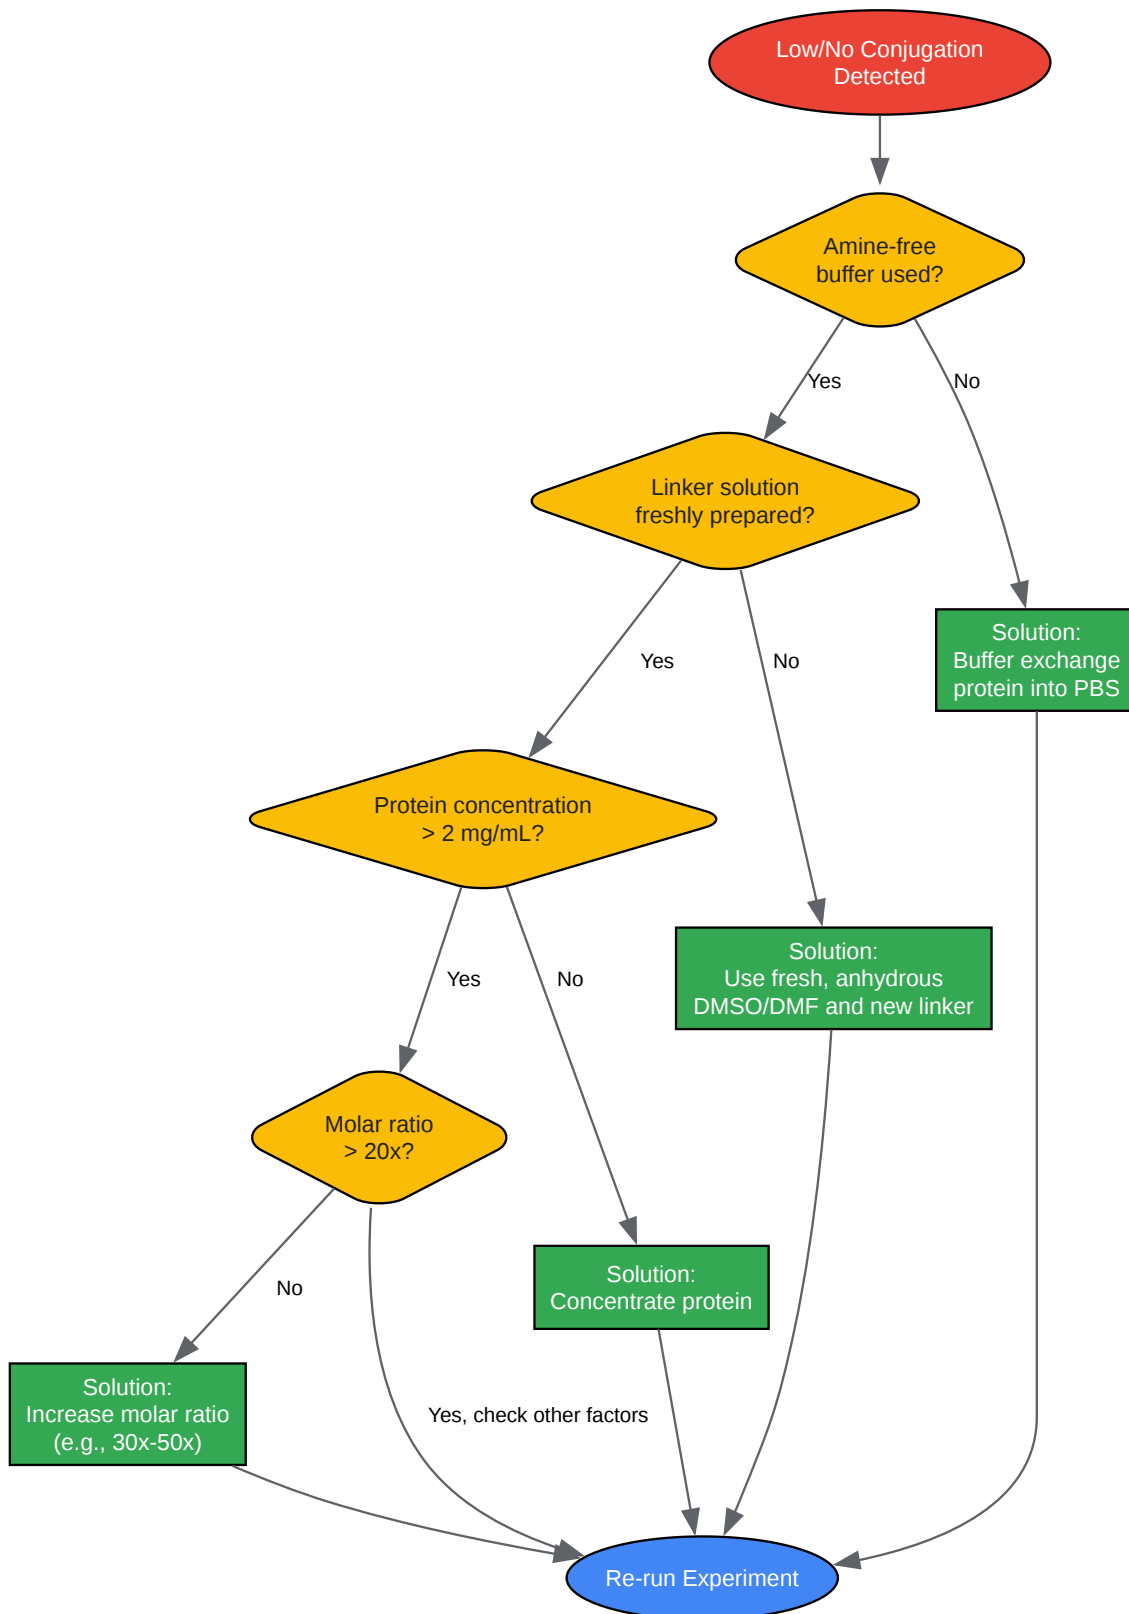 Low/No Conjugation
Detected
Amine-free
buffer used?
Yes
No
Linker solution
freshly prepared?
Solution:
Buffer exchange
protein into PBS
Yes
No
Protein concentration
> 2 mg/mL?
Solution:
Use fresh, anhydrous
DMSO/DMF and new linker
Yes
No
Molar ratio
> 20x?
Solution:
Concentrate protein
No
Solution:
Increase molar ratio
(e.g., 30x-50x)
Yes, check other factors
Re-run Experiment